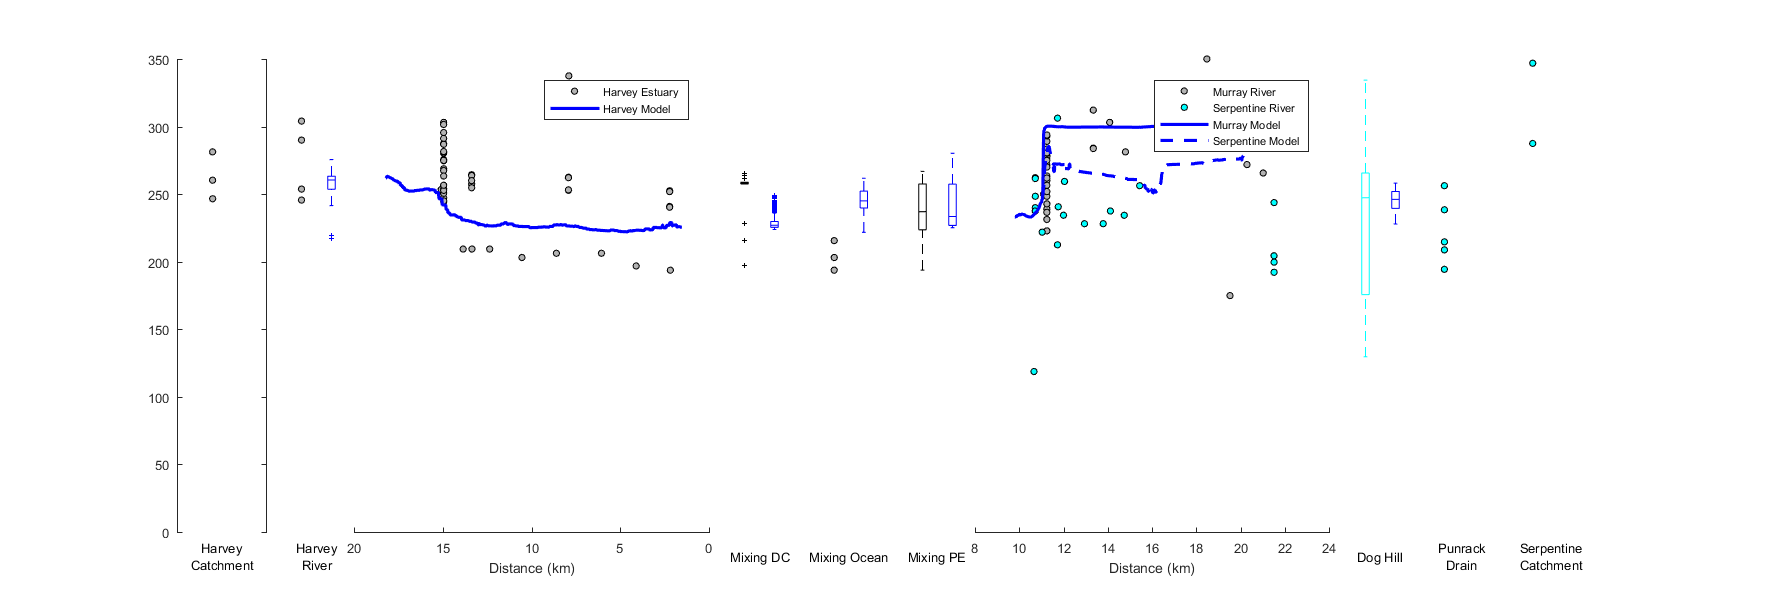 350
300
250
200
150
100
50
0
Harvey
Catchment
Harvey
River
Harvey Estuary
Harvey Model
20
15
10
5
0
Distance (km)
Mixing DC
Mixing Ocean
Mixing PE
Murray River
Serpentine River
Murray Model
Serpentine Model
8
10
12
14
16
18
20
22
24
Distance (km)
Dog Hill
Punrack
Drain
Serpentine
Catchment